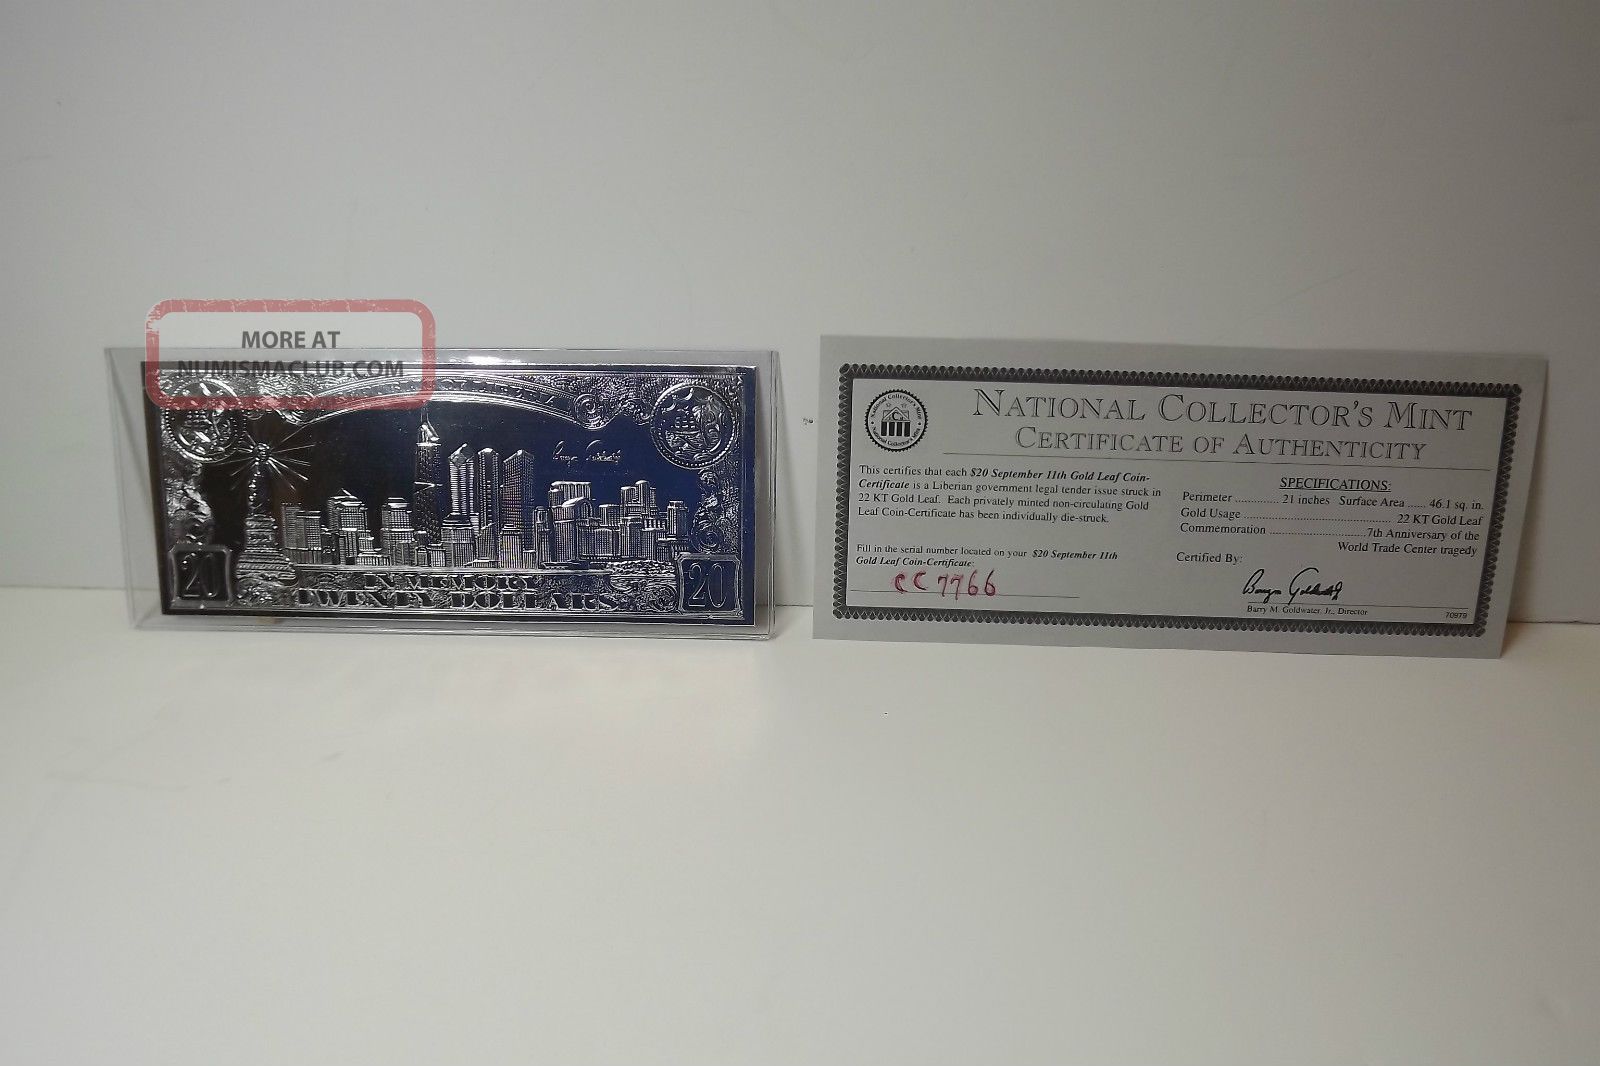 MORE AT
NUMISMACLUB.COM
20
IN MEMORY
TWENTY DOLLARS
20
NATIONAL COLLECTOR'S MINT
CERTIFICATE OF AUTHENTICITY
This certifies that each $20 September 11th Gold Leaf Coin-
Certificate is a Liberian government legal tender issue struck in
22 KT Gold Leaf. Each privately minted non-circulating Gold
Leaf Coin-Certificate has been individually die-struck.
Fill in the serial number located on your $20 September 11th
Gold Leaf Coin-Certificate:
CC 7766
SPECIFICATIONS:
Perimeter ............ 21 inches Surface Area ...... 46.1 sq. in.
Gold Usage ........................................ 22 KT Gold Leaf
Commemoration ..........................7th Anniversary of the
World Trade Center tragedy
Certified By:
Barry M. Goldwater, Jr., Director
70979